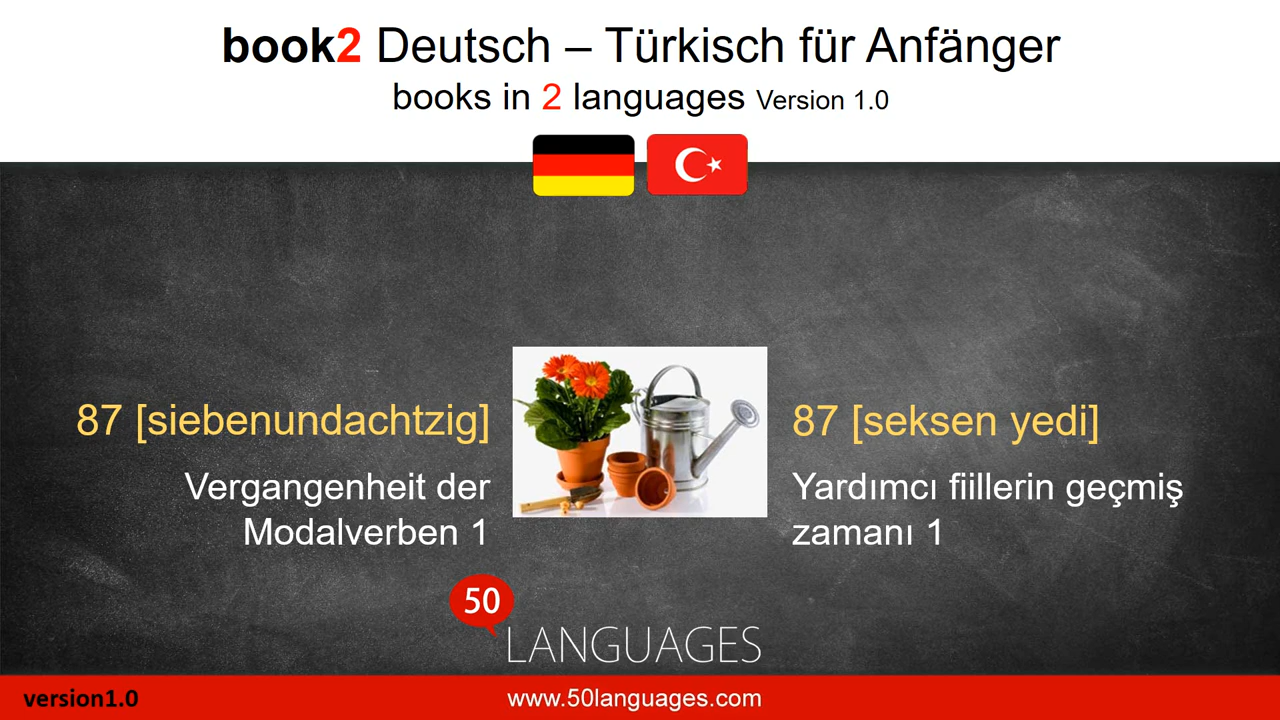 book2 Deutsch – Türkisch für Anfänger
books in 2 languages Version 1.0
87 [siebenundachtzig]
Vergangenheit der
Modalverben 1
87 [seksen yedi]
Yardımcı fiillerin geçmiş
zamanı 1
50
LANGUAGES
version1.0
www.50languages.com